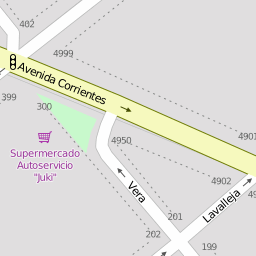 402
4999
Avenida Corrientes
399
300
4950
4901
Supermercado
Autoservicio
"Juki"
Vera
4902
Lavalleja
201
202
199